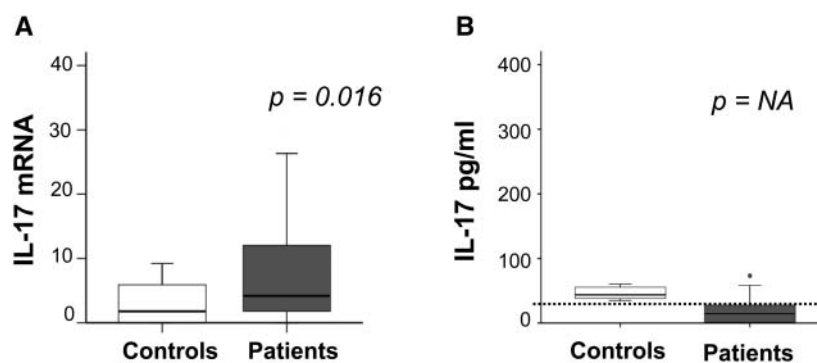 A
IL-17 mRNA
40
30
20
10
0
p = 0.016
Controls Patients
B
IL-17 pg/ml
400
300
200
100
0
p = NA
Controls Patients